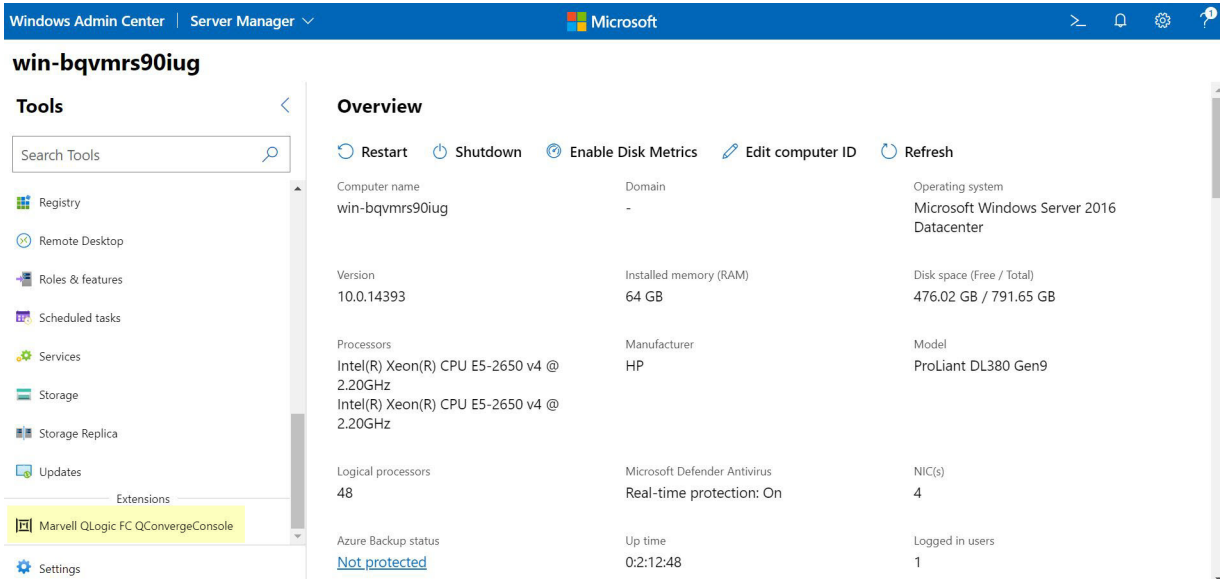 Windows Admin Center | Server Manager
Microsoft
1
win-bqvmrs90iug
Tools
Search Tools
Registry
Remote Desktop
Roles & features
Scheduled tasks
Services
Storage
Storage Replica
Updates
Extensions
Marvell QLogic FC QConvergeConsole
Settings
Overview
Restart Shutdown Enable Disk Metrics Edit computer ID Refresh
Computer name Domain Operating system
win-bqvmrs90iug - Microsoft Windows Server 2016
Datacenter
Version Installed memory (RAM) Disk space (Free / Total)
10.0.14393 64 GB 476.02 GB / 791.65 GB
Processors Manufacturer Model
Intel(R) Xeon(R) CPU E5-2650 v4 @ HP ProLiant DL380 Gen9
2.20GHz
Intel(R) Xeon(R) CPU E5-2650 v4 @
2.20GHz
Logical processors Microsoft Defender Antivirus NIC(s)
48 Real-time protection: On 4
Azure Backup status Up time Logged in users
Not protected 0:2:12:48 1